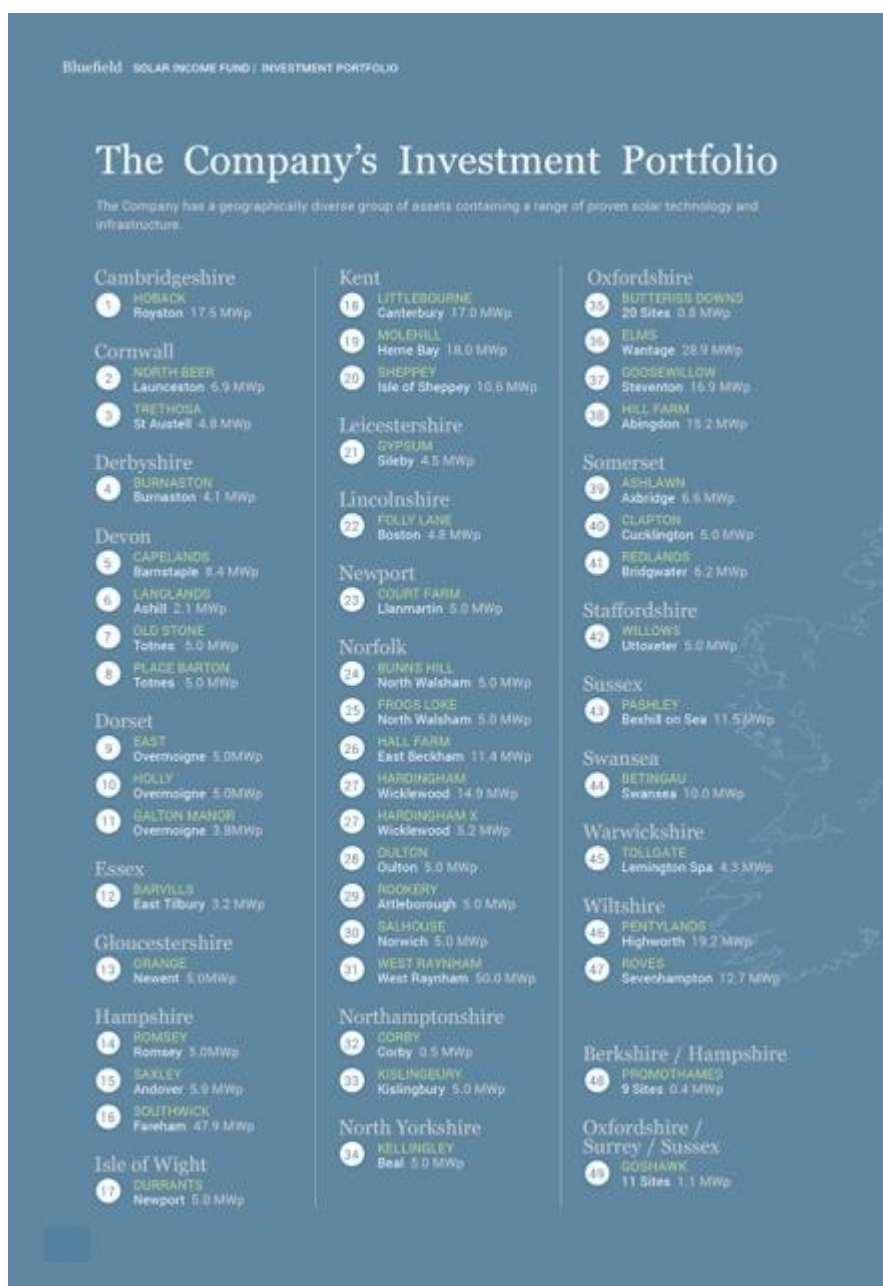 Bluefield SOLAR INCOME FUND | INVESTMENT PORTFOLIO
The Company's Investment Portfolio
The Company has a geographically diverse group of assets containing a range of proven solar technology and
infrastructure.
Cambridgeshire
1 HOBACK
Royston 17.5 MWp
Cornwall
2 NORTH BEER
Launceston 6.9 MWp
3 TRETHOSA
St Austell 4.8 MWp
Derbyshire
4 BURNASTON
Burnaston 4.1 MWp
Devon
5 CAPELANDS
Barnstaple 8.4 MWp
6 LANGLANDS
Ashill 2.1 MWp
7 OLD STONE
Totnes 5.0 MWp
8 PLACE BARTON
Totnes 5.0 MWp
Dorset
9 EAST
Overmoigne 5.0MWp
10 HOLLY
Overmoigne 5.0MWp
11 GALTON MANOR
Overmoigne 3.8MWp
Essex
12 BARVILLS
East Tilbury 3.2 MWp
Gloucestershire
13 GRANGE
Newent 5.0MWp
Hampshire
14 ROMSEY
Romsey 5.0MWp
15 SAXLEY
Andover 5.9 MWp
16 SOUTHWICK
Fareham 47.9 MWp
Isle of Wight
17 DURRANTS
Newport 5.0 MWp
Kent
18 LITTLEBOURNE
Canterbury 17.0 MWp
19 MOLEHILL
Herne Bay 18.0 MWp
20 SHEPPEY
Isle of Sheppey 10.6 MWp
Leicestershire
21 GYPSUM
Sileby 4.5 MWp
Lincolnshire
22 FOLLY LANE
Boston 4.8 MWp
Newport
23 COURT FARM
Llanmartin 5.0 MWp
Norfolk
24 BUNNS HILL
North Walsham 5.0 MWp
25 FROGS LOKE
North Walsham 5.0 MWp
26 HALL FARM
East Beckham 11.4 MWp
27 HARDINGHAM
Wicklewood 14.9 MWp
27 HARDINGHAM X
Wicklewood 5.2 MWp
28 OULTON
Oulton 5.0 MWp
29 ROOKERY
Attleborough 5.0 MWp
30 SALHOUSE
Norwich 5.0 MWp
31 WEST RAYNHAM
West Raynham 50.0 MWp
Northamptonshire
32 CORBY
Corby 0.5 MWp
33 KISLINGBURY
Kislingbury 5.0 MWp
North Yorkshire
34 KELLINGLEY
Beal 5.0 MWp
Oxfordshire
35 BUTTERISS DOWNS
20 Sites 0.8 MWp
36 ELMS
Wantage 28.9 MWp
37 GOOSEWILLOW
Steventon 16.9 MWp
38 HILL FARM
Abingdon 15.2 MWp
Somerset
39 ASHLAWN
Axbridge 6.6 MWp
40 CLAPTON
Cucklington 5.0 MWp
41 REDLANDS
Bridgwater 6.2 MWp
Staffordshire
42 WILLOWS
Uttoxeter 5.0 MWp
Sussex
43 PASHLEY
Bexhill on Sea 11.5 MWp
Swansea
44 BETINGAU
Swansea 10.0 MWp
Warwickshire
45 TOLLGATE
Lemington Spa 4.3 MWp
Wiltshire
46 PENTYLANDS
Highworth 19.2 MWp
47 ROVES
Sevenhampton 12.7 MWp
Berkshire / Hampshire
48 PROMOTHAMES
9 Sites 0.4 MWp
Oxfordshire /
Surrey / Sussex
49 GOSHAWK
11 Sites 1.1 MWp